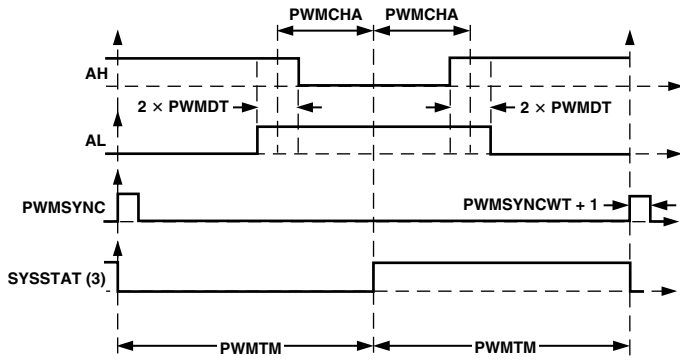 PWMCHA PWMCHA
AH
2 × PWMDT 2 × PWMDT
AL
PWMSYNC PWMSYNCWT + 1
SYSSTAT (3)
PWMTM PWMTM